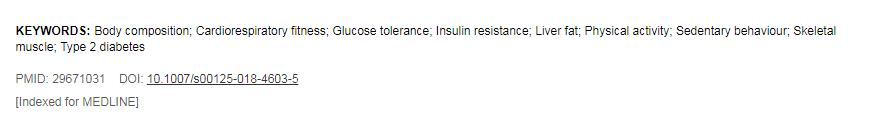 KEYWORDS: Body composition; Cardiorespiratory fitness; Glucose tolerance; Insulin resistance; Liver fat; Physical activity; Sedentary behaviour; Skeletal
muscle; Type 2 diabetes
PMID: 29671031 DOI: 10.1007/s00125-018-4603-5
[Indexed for MEDLINE]